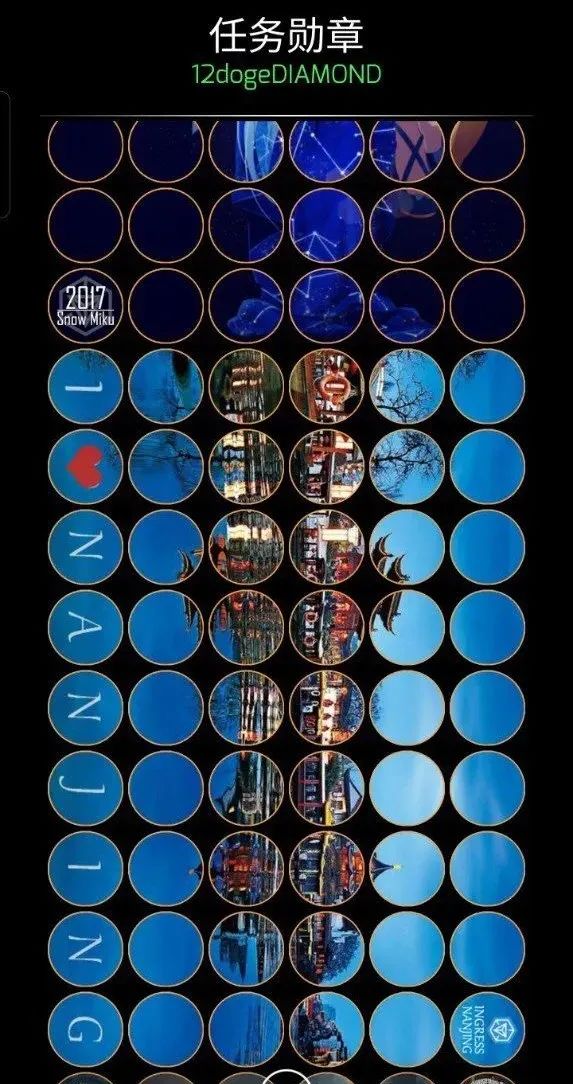 任务勋章
12dogeDIAMOND
2017
Snow Miku
I
N
A
N
J
I
N
G
INGRESS
NANJING